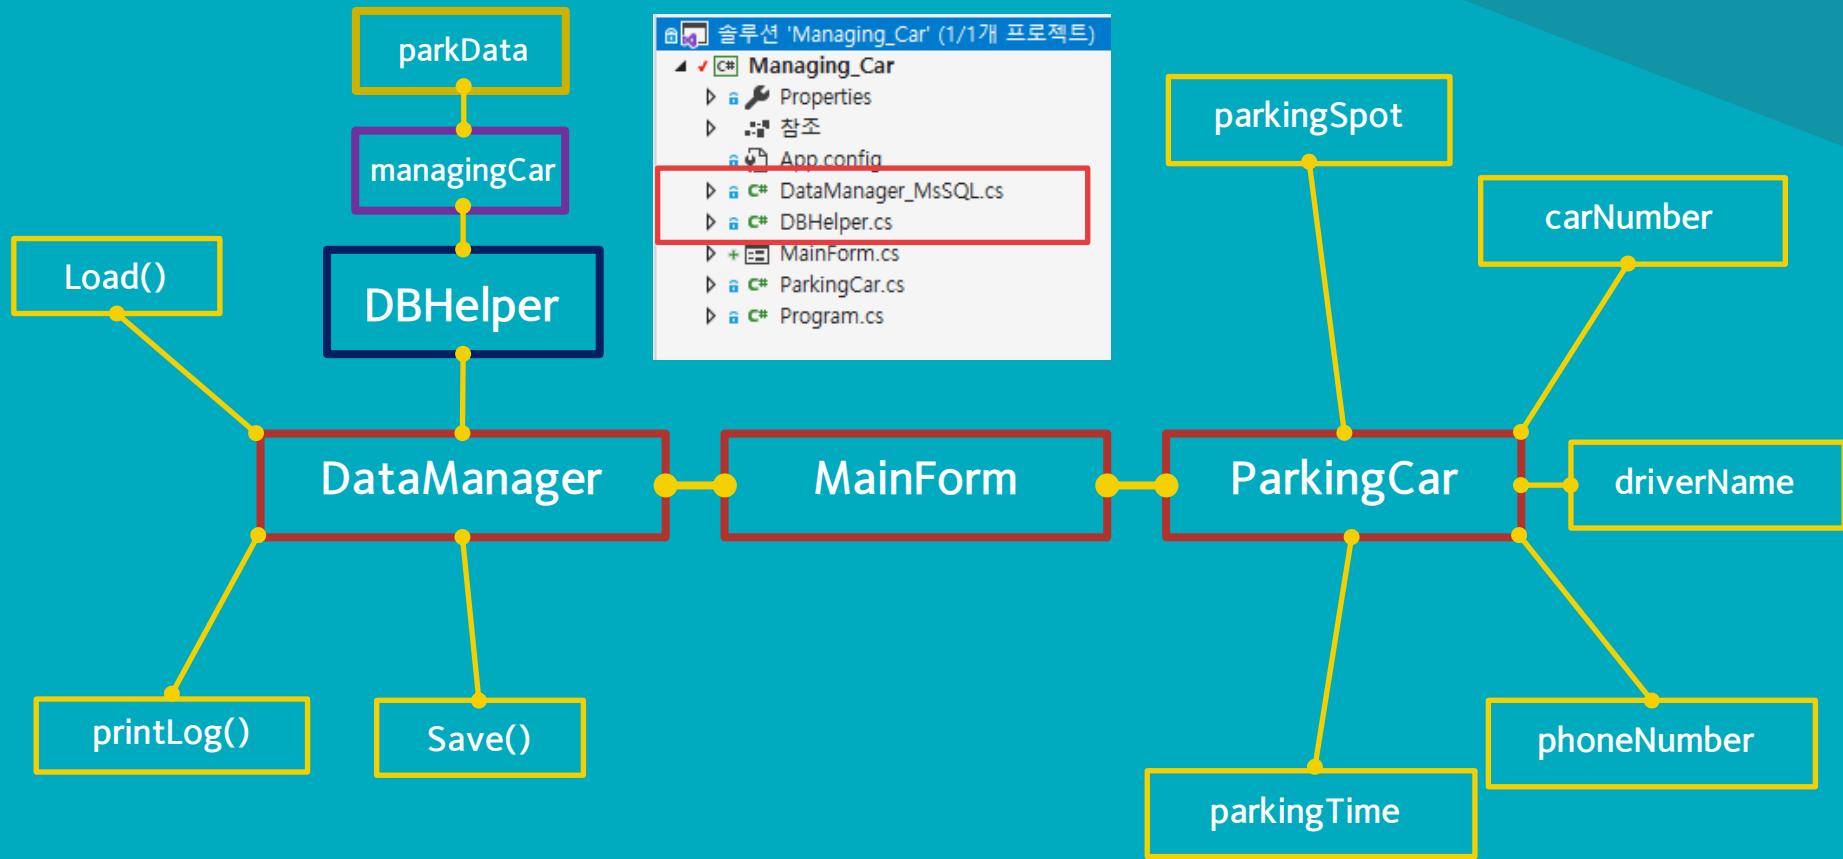 parkData
managingCar
DBHelper
Load()
솔루션 'Managing_Car' (1/1개 프로젝트)
C# Managing_Car
Properties
참조
App.config
C# DataManager_MsSQL.cs
C# DBHelper.cs
MainForm.cs
C# ParkingCar.cs
C# Program.cs
parkingSpot
carNumber
DataManager
MainForm
ParkingCar
driverName
printLog()
Save()
phoneNumber
parkingTime